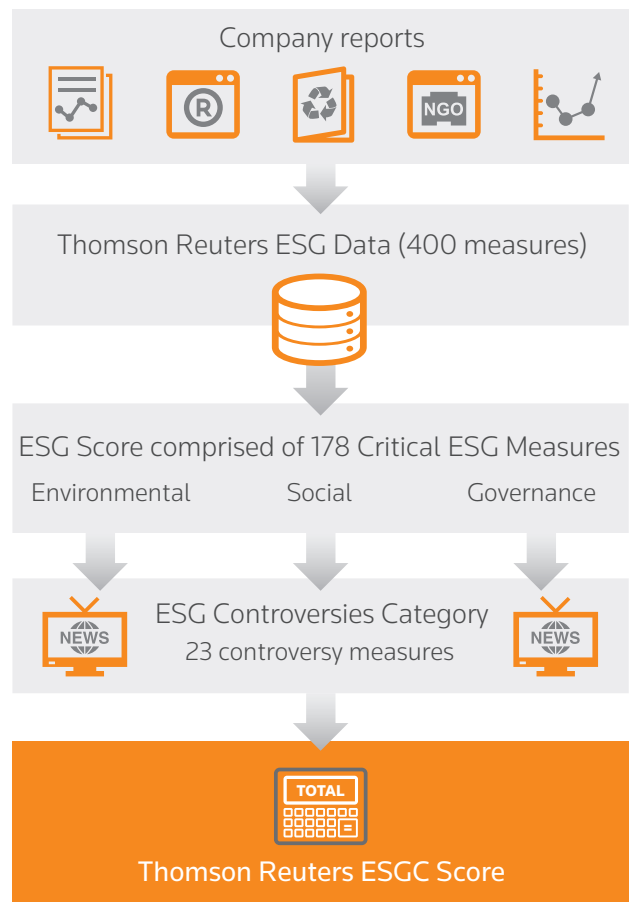 Company reports
R
NGO
Thomson Reuters ESG Data (400 measures)
ESG Score comprised of 178 Critical ESG Measures
Environmental Social Governance
ESG Controversies Category
NEWS NEWS
23 controversy measures
TOTAL
=
Thomson Reuters ESGC Score